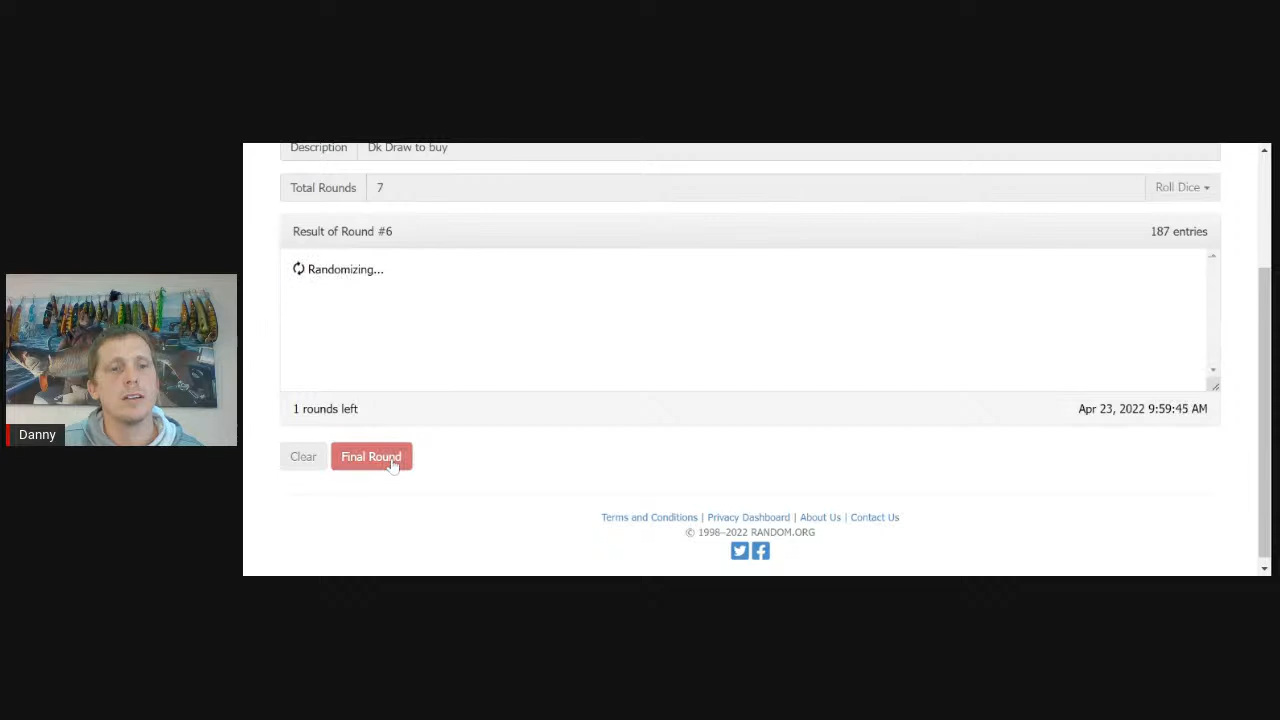 Description Dk Draw to buy
Total Rounds 7 Roll Dice
Result of Round #6 187 entries
Randomizing...
1 rounds left Apr 23, 2022 9:59:45 AM
Danny
Clear Final Round
Terms and Conditions | Privacy Dashboard | About Us | Contact Us
© 1998–2022 RANDOM.ORG